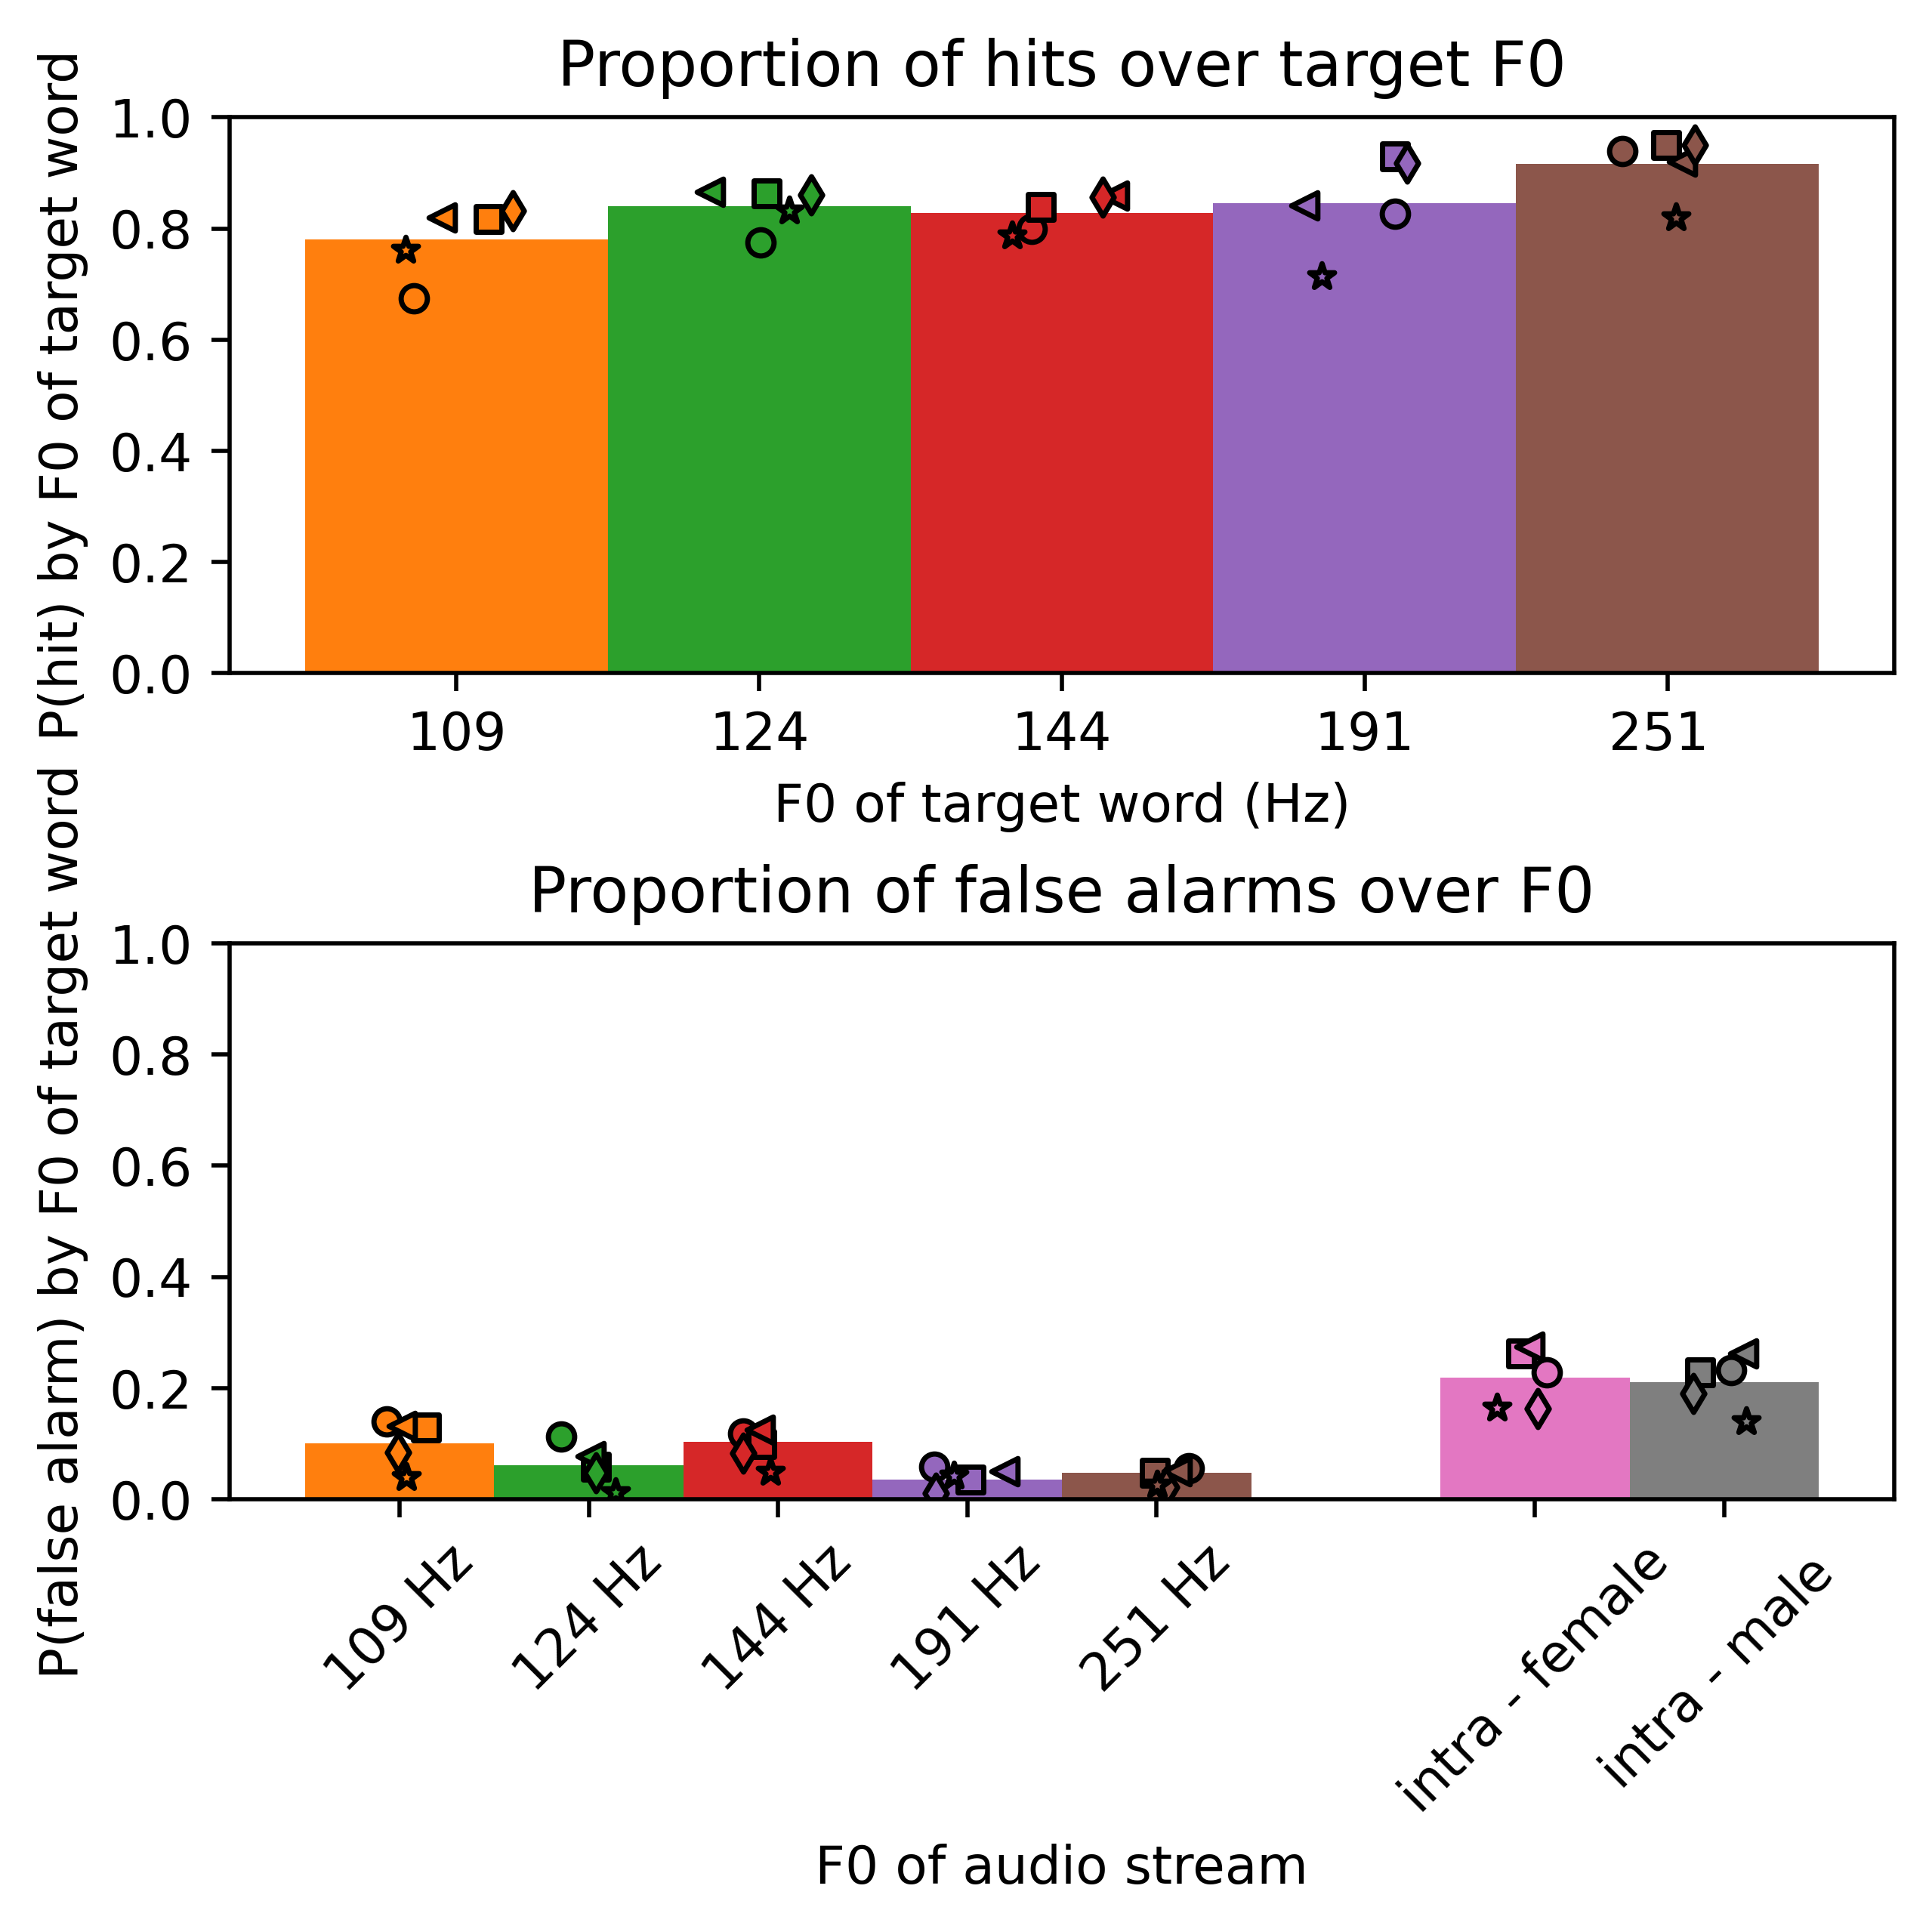 Proportion of hits over target F0
P(hit) by F0 of target word
1.0
0.8
0.6
0.4
0.2
0.0
109 124 144 191 251
F0 of target word (Hz)
Proportion of false alarms over F0
P(false alarm) by F0 of target word
1.0
0.8
0.6
0.4
0.2
0.0
109 Hz
124 Hz
144 Hz
191 Hz
251 Hz
intra - female
intra - male
F0 of audio stream